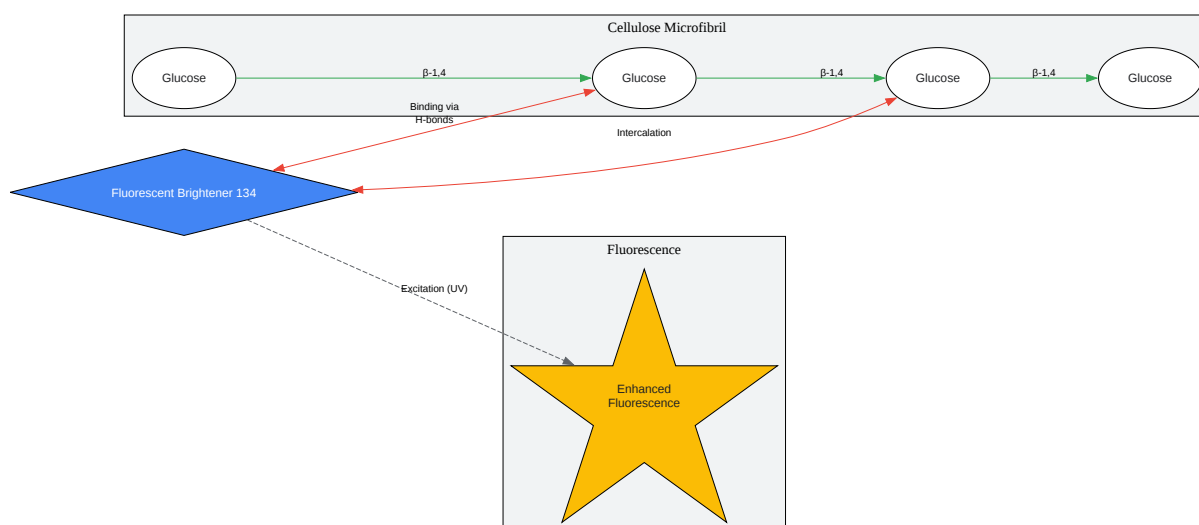 Cellulose Microfibril
Glucose
β-1,4
Glucose
β-1,4
Glucose
β-1,4
Glucose
Binding via
H-bonds
Intercalation
Fluorescent Brightener 134
Fluorescence
Excitation (UV)
Enhanced
Fluorescence